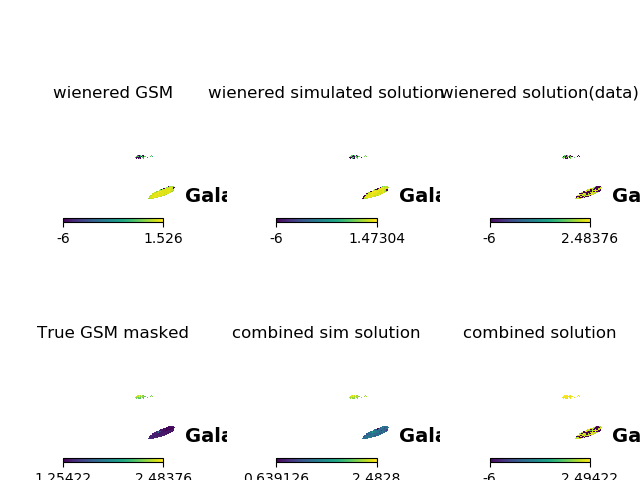 wienered GSM
wienered simulated solution
wienered solution(data)
Gala
Gala
Ga
-6
1.526
-6
1.47304
-6
2.48376
True GSM masked
combined sim solution
combined solution
Gala
Gala
Ga
1.25422
2.48376
0.639126
2.4828
-6
2.49422